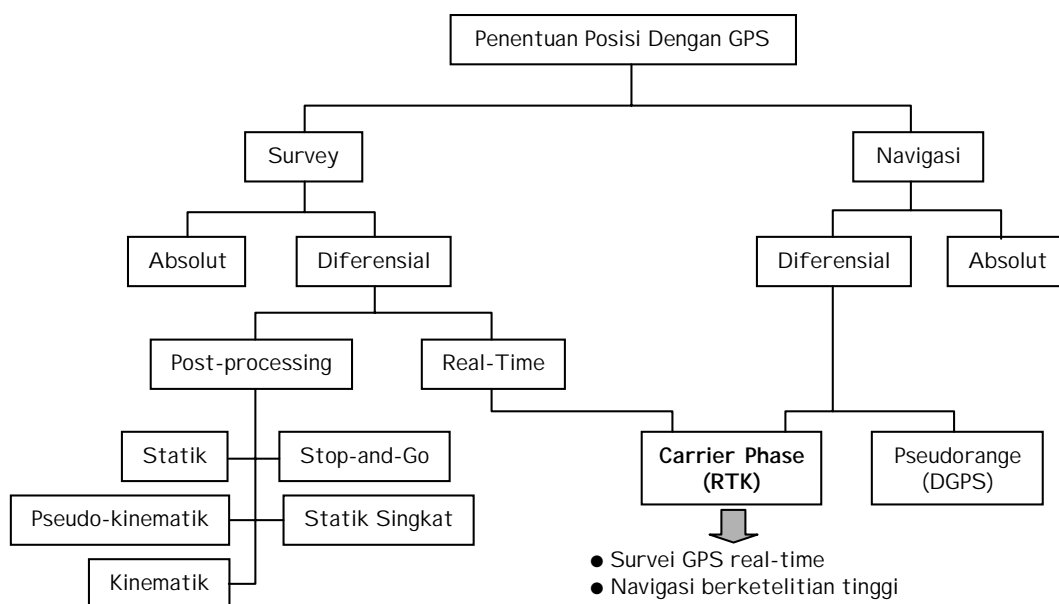 Penentuan Posisi Dengan GPS
Survey
Navigasi
Absolut
Diferensial
Diferensial
Absolut
Post-processing
Real-Time
Statik
Stop-and-Go
Carrier Phase
(RTK)
Pseudorange
(DGPS)
Pseudo-kinematik
Statik Singkat
Kinematik
● Survei GPS real-time
● Navigasi berketelitian tinggi